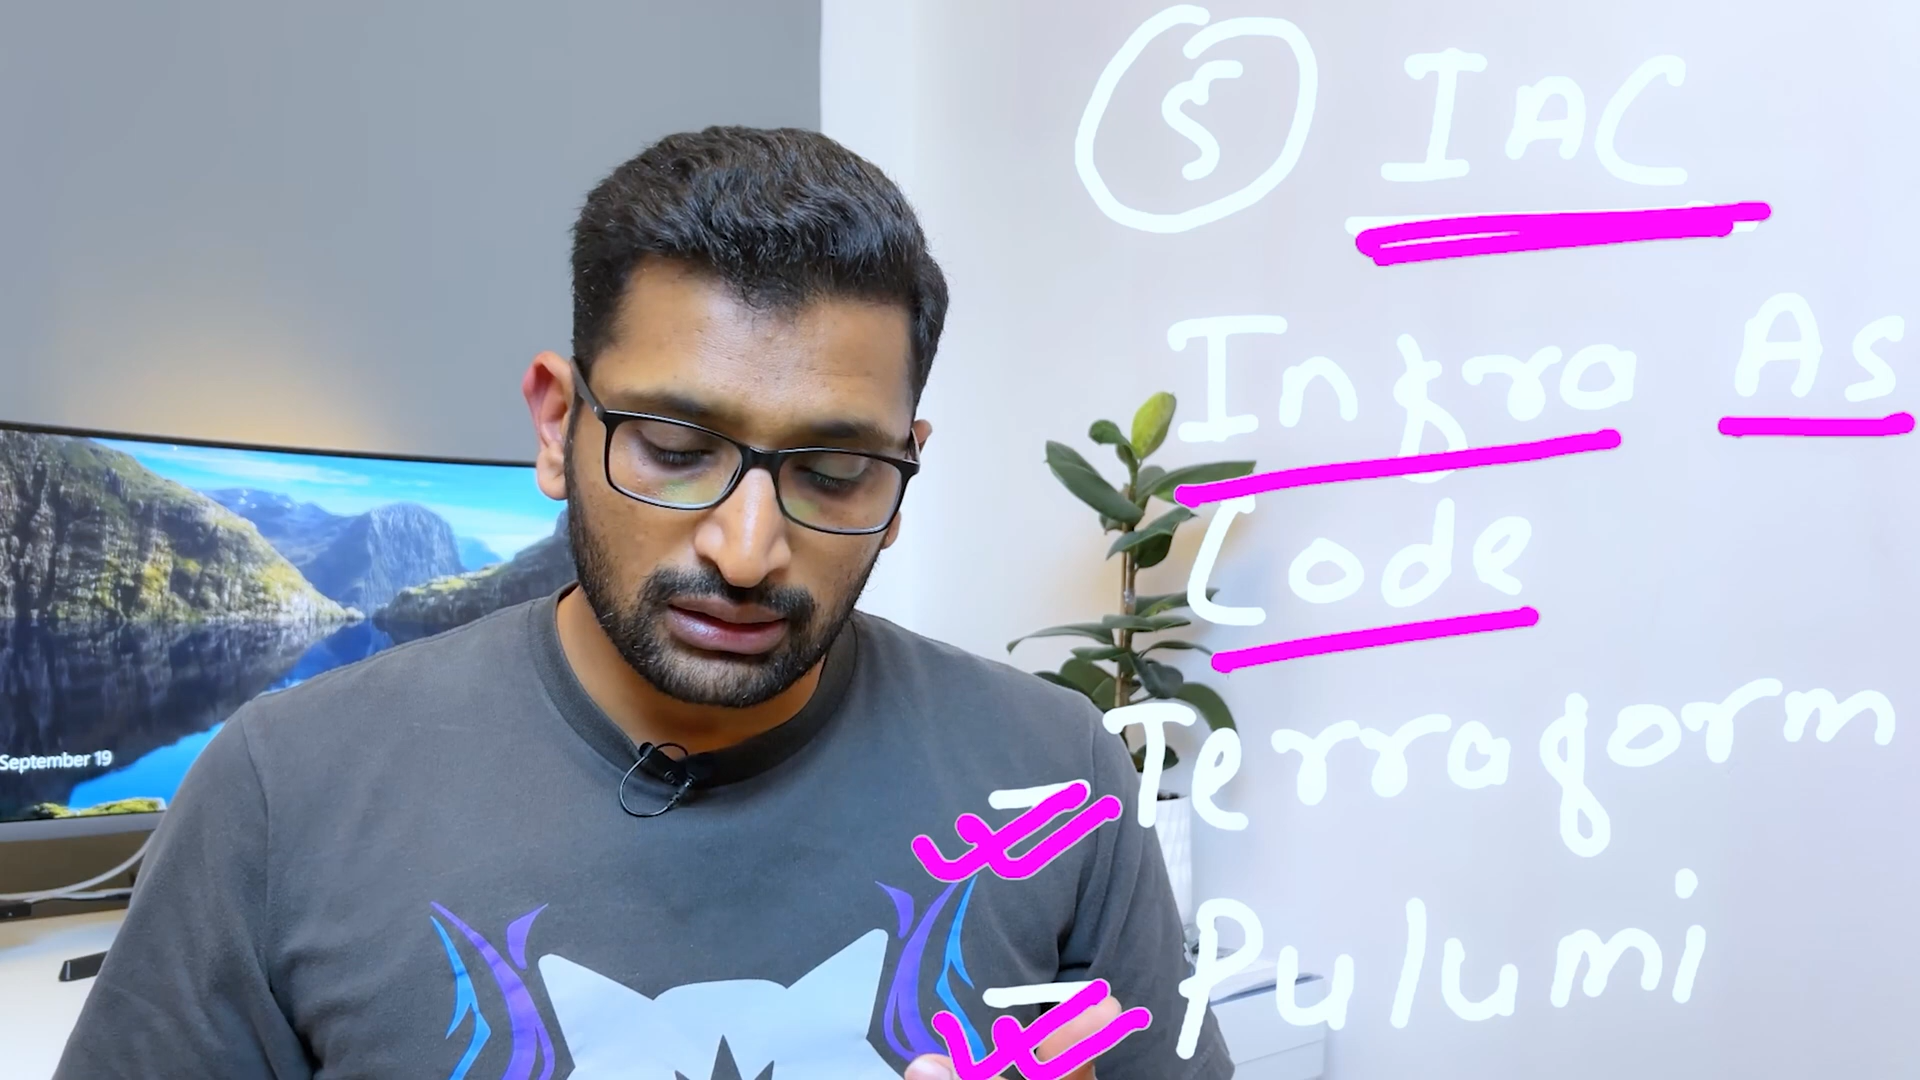 5 IAC
Infra As
Code
Terraform
Pulumi
September 19